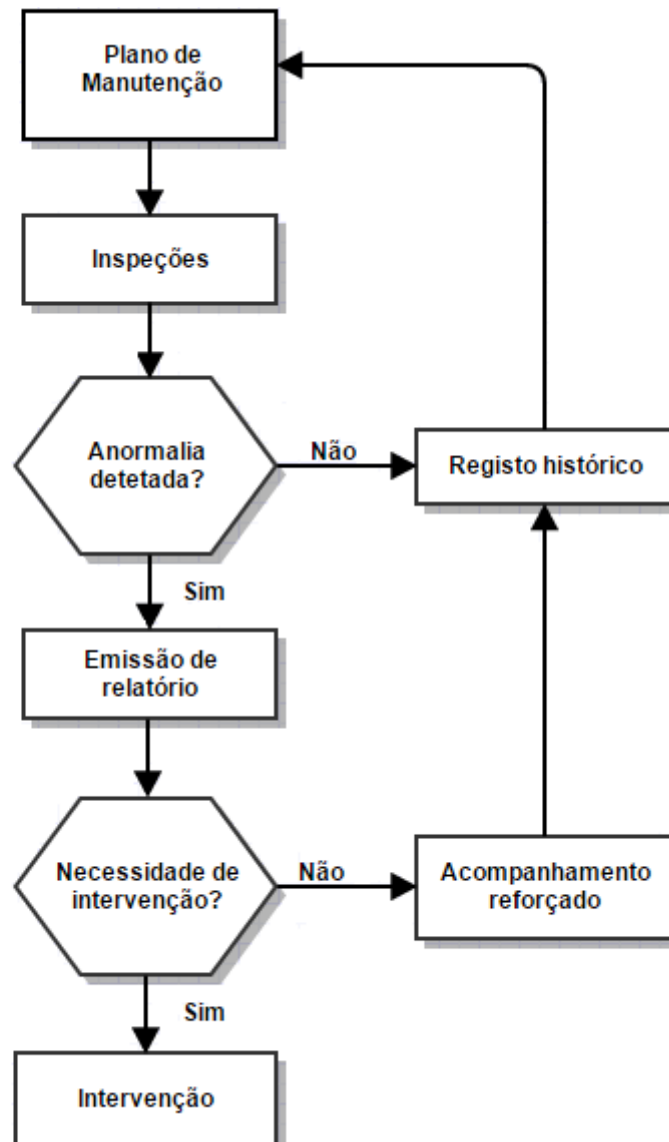 Plano de
Manutenção
Inspeções
Anormalia
detetada?
Não
Registo histórico
Sim
Emissão de
relatório
Necessidade de
intervenção?
Não
Acompanhamento
reforçado
Sim
Intervenção